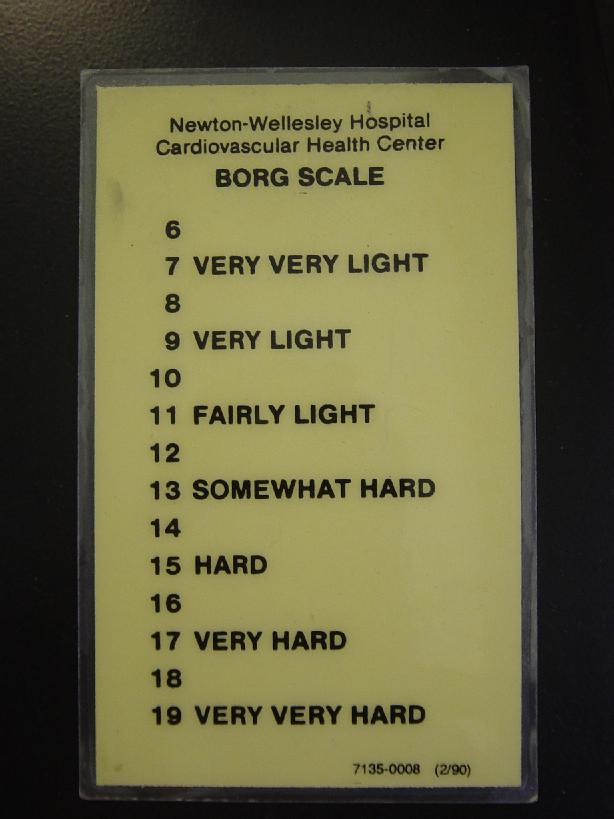 Newton-Wellesley Hospital
Cardiovascular Health Center
BORG SCALE
6
7 VERY VERY LIGHT
8
9 VERY LIGHT
10
11 FAIRLY LIGHT
12
13 SOMEWHAT HARD
14
15 HARD
16
17 VERY HARD
18
19 VERY VERY HARD
7135-0008 (2/90)